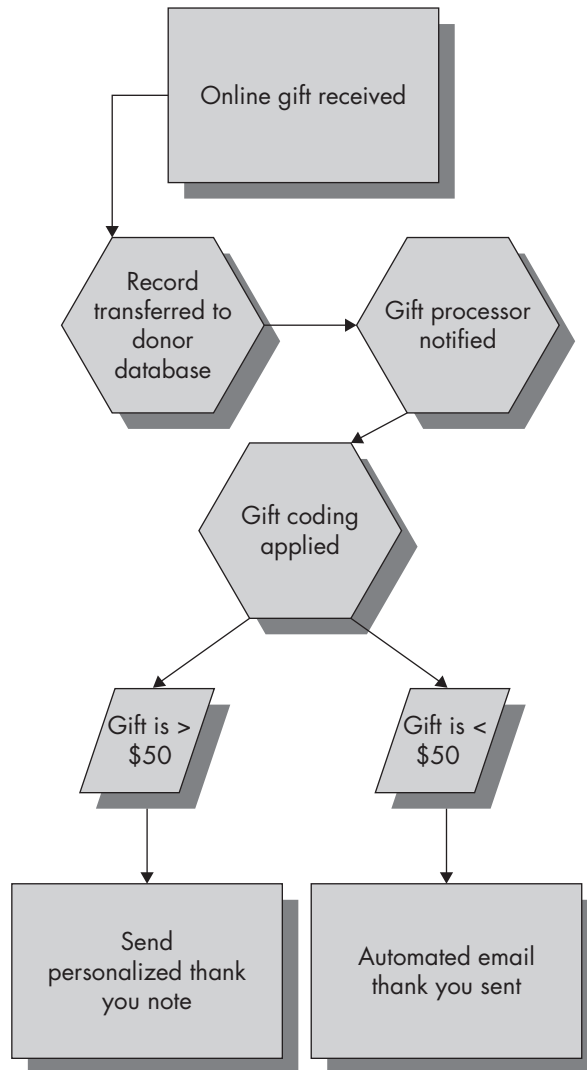 Online gift received
Record
transferred to
donor
database
Gift processor
notified
Gift coding
applied
Gift is >
$50
Gift is <
$50
Send
personalized thank
you note
Automated email
thank you sent